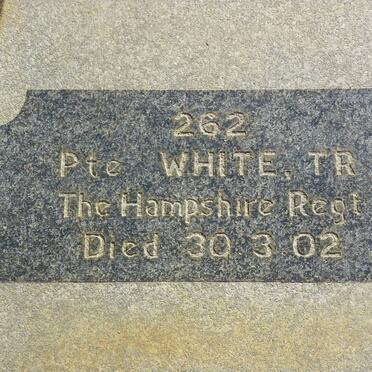 262
Pte WHITE. TR
The Hampshire Regt
Died 30 3 02